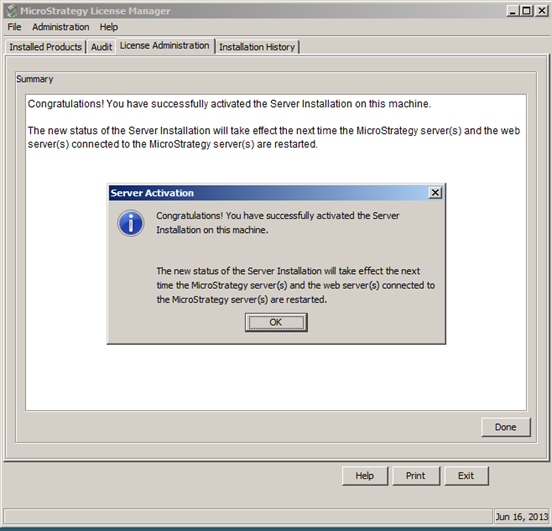 MicroStrategy License Manager
File Administration Help
Installed Products Audit License Administration Installation History
Summary
Congratulations! You have successfully activated the Server Installation on this machine.
The new status of the Server Installation will take effect the next time the MicroStrategy server(s) and the web
server(s) connected to the MicroStrategy server(s) are restarted.
Server Activation
Congratulations! You have successfully activated the Server
Installation on this machine.
The new status of the Server Installation will take effect the next
time the MicroStrategy server(s) and the web server(s) connected to
the MicroStrategy server(s) are restarted.
OK
Done
Help Print Exit
Jun 16, 2013